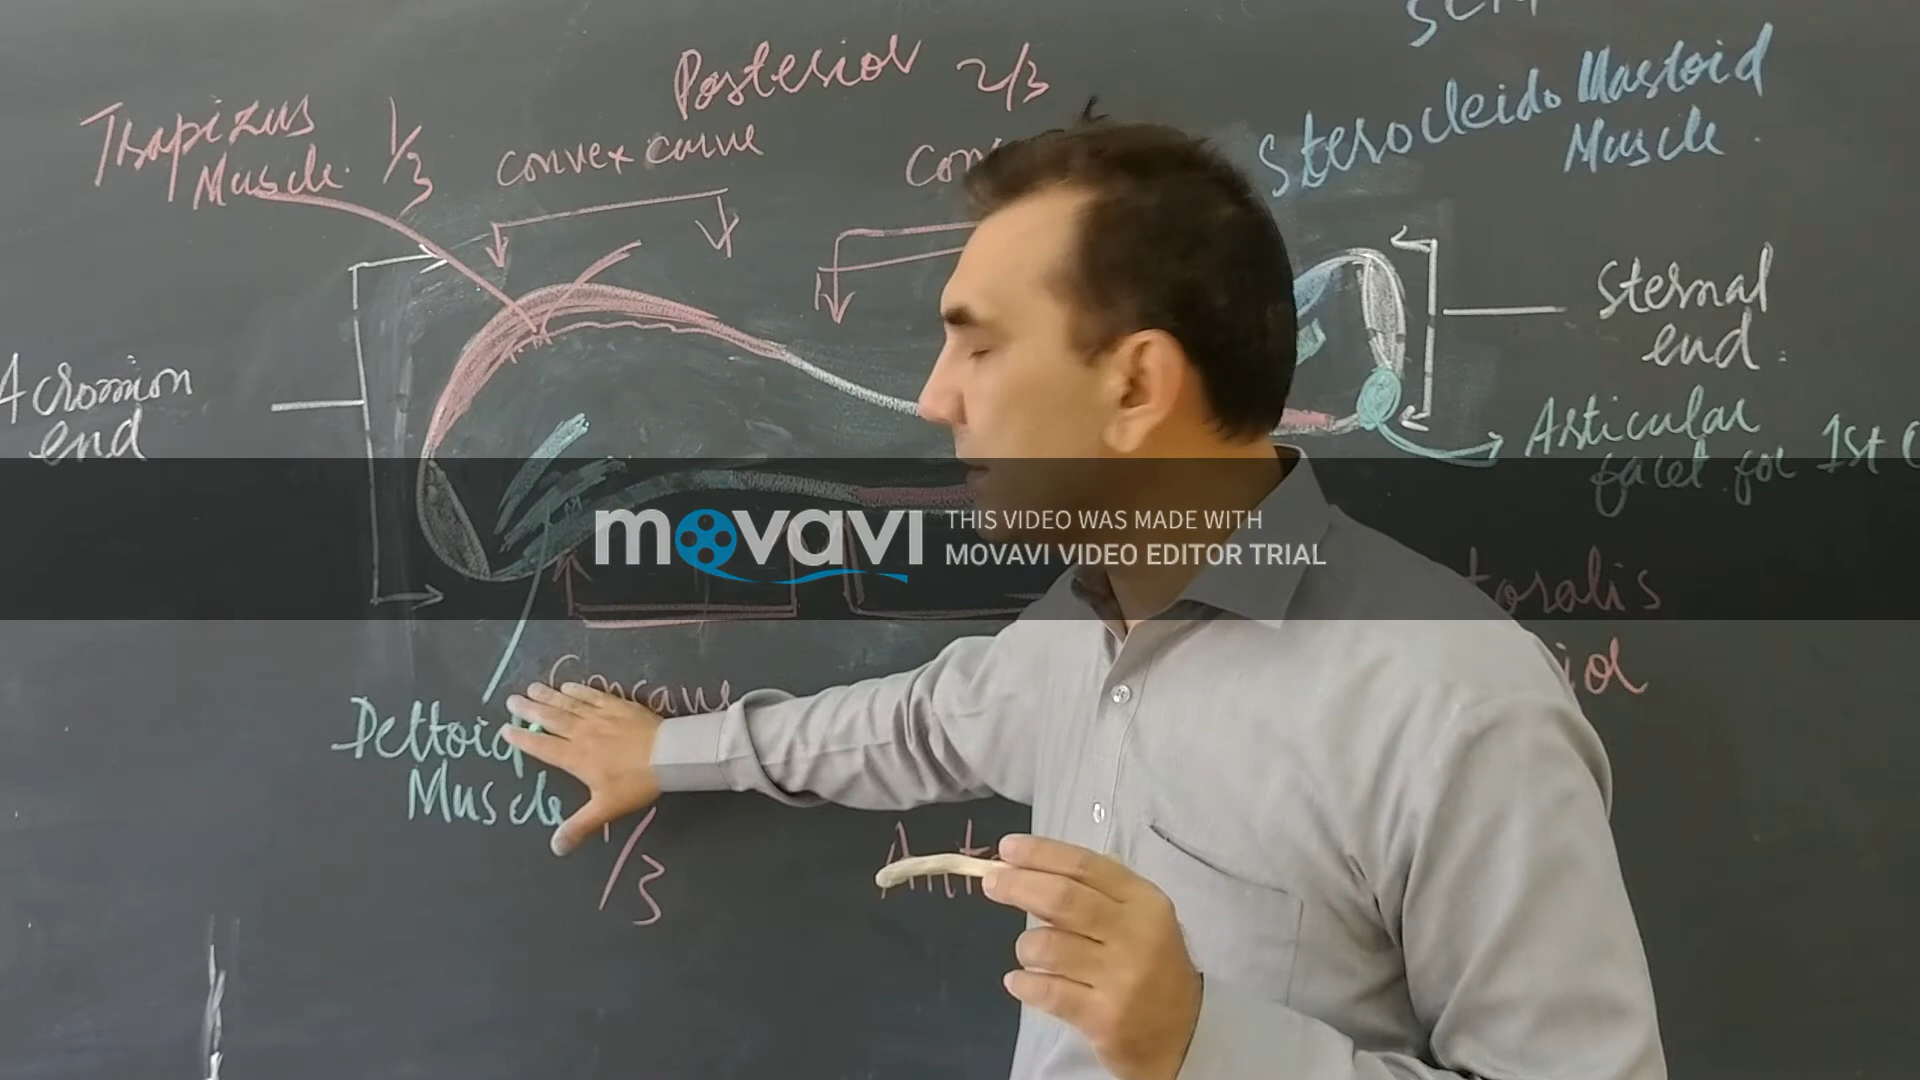 Posterior 2/3
Trapizus
Muscle 1/3
convex curve
Sterocleido Mastoid
Muscle.
Sternal
end.
Acromion
end
Articular
facet for 1st
movavi
THIS VIDEO WAS MADE WITH
MOVAVI VIDEO EDITOR TRIAL
Concave
Deltoid
Muscle
1/3